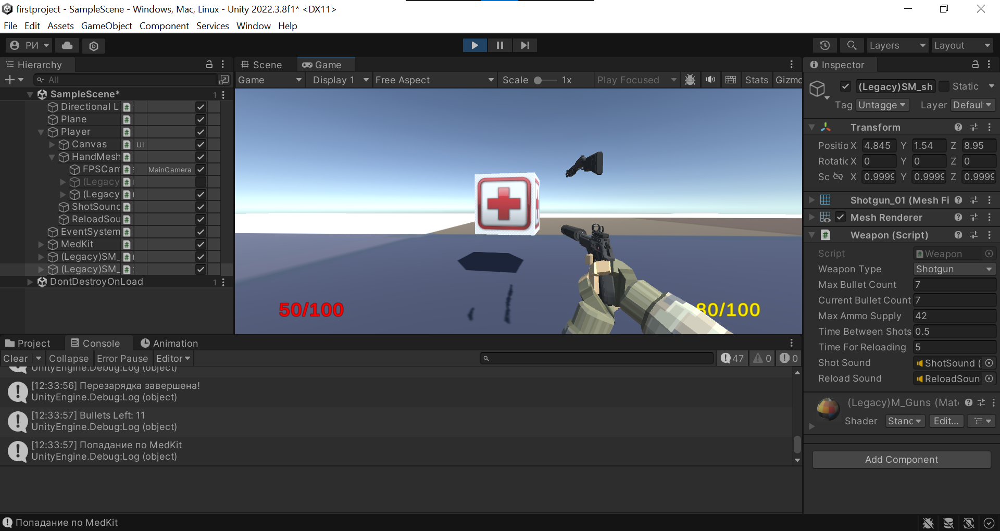 firstproject - SampleScene - Windows, Mac, Linux - Unity 2022.3.8f1* <DX11>
File Edit Assets GameObject Component Services Window Help
РИ
Layers Layout
Hierarchy
All
SampleScene* 1
Directional Li
Plane
Player
Canvas UI
HandMesh
FPSCam MainCamera
(Legacy
(Legacy
ShotSound
ReloadSou
EventSystem
MedKit
(Legacy)SM_
(Legacy)SM_
DontDestroyOnLoad 1
Scene Game
Game Display 1 Free Aspect Scale 1x Play Focused Stats Gizmo
50/100
80/100
Inspector
(Legacy)SM_sh Static
Tag Untagge Layer Defaul
Transform
Positio X 4.845 Y 1.54 Z 8.95
Rotatio X 0 Y 0 Z 0
Sc X 0.9999 Y 0.9999 Z 0.9999
Shotgun_01 (Mesh Fi
Mesh Renderer
# Weapon (Script)
Script Weapon
Weapon Type Shotgun
Max Bullet Count 7
Current Bullet Count 7
Max Ammo Supply 42
Time Between Shots 0.5
Time For Reloading 5
Shot Sound ShotSound (
Reload Sound ReloadSoun
(Legacy)M_Guns (Mat
Shader Stanc Edit...
Add Component
Project Console Animation
Clear Collapse Error Pause Editor 47 0 0
UnityEngine.Debug:Log (object)
[12:33:56] Перезарядка завершена!
UnityEngine.Debug:Log (object)
[12:33:57] Bullets Left: 11
UnityEngine.Debug:Log (object)
[12:33:57] Попадание по MedKit
UnityEngine.Debug:Log (object)
Попадание по MedKit